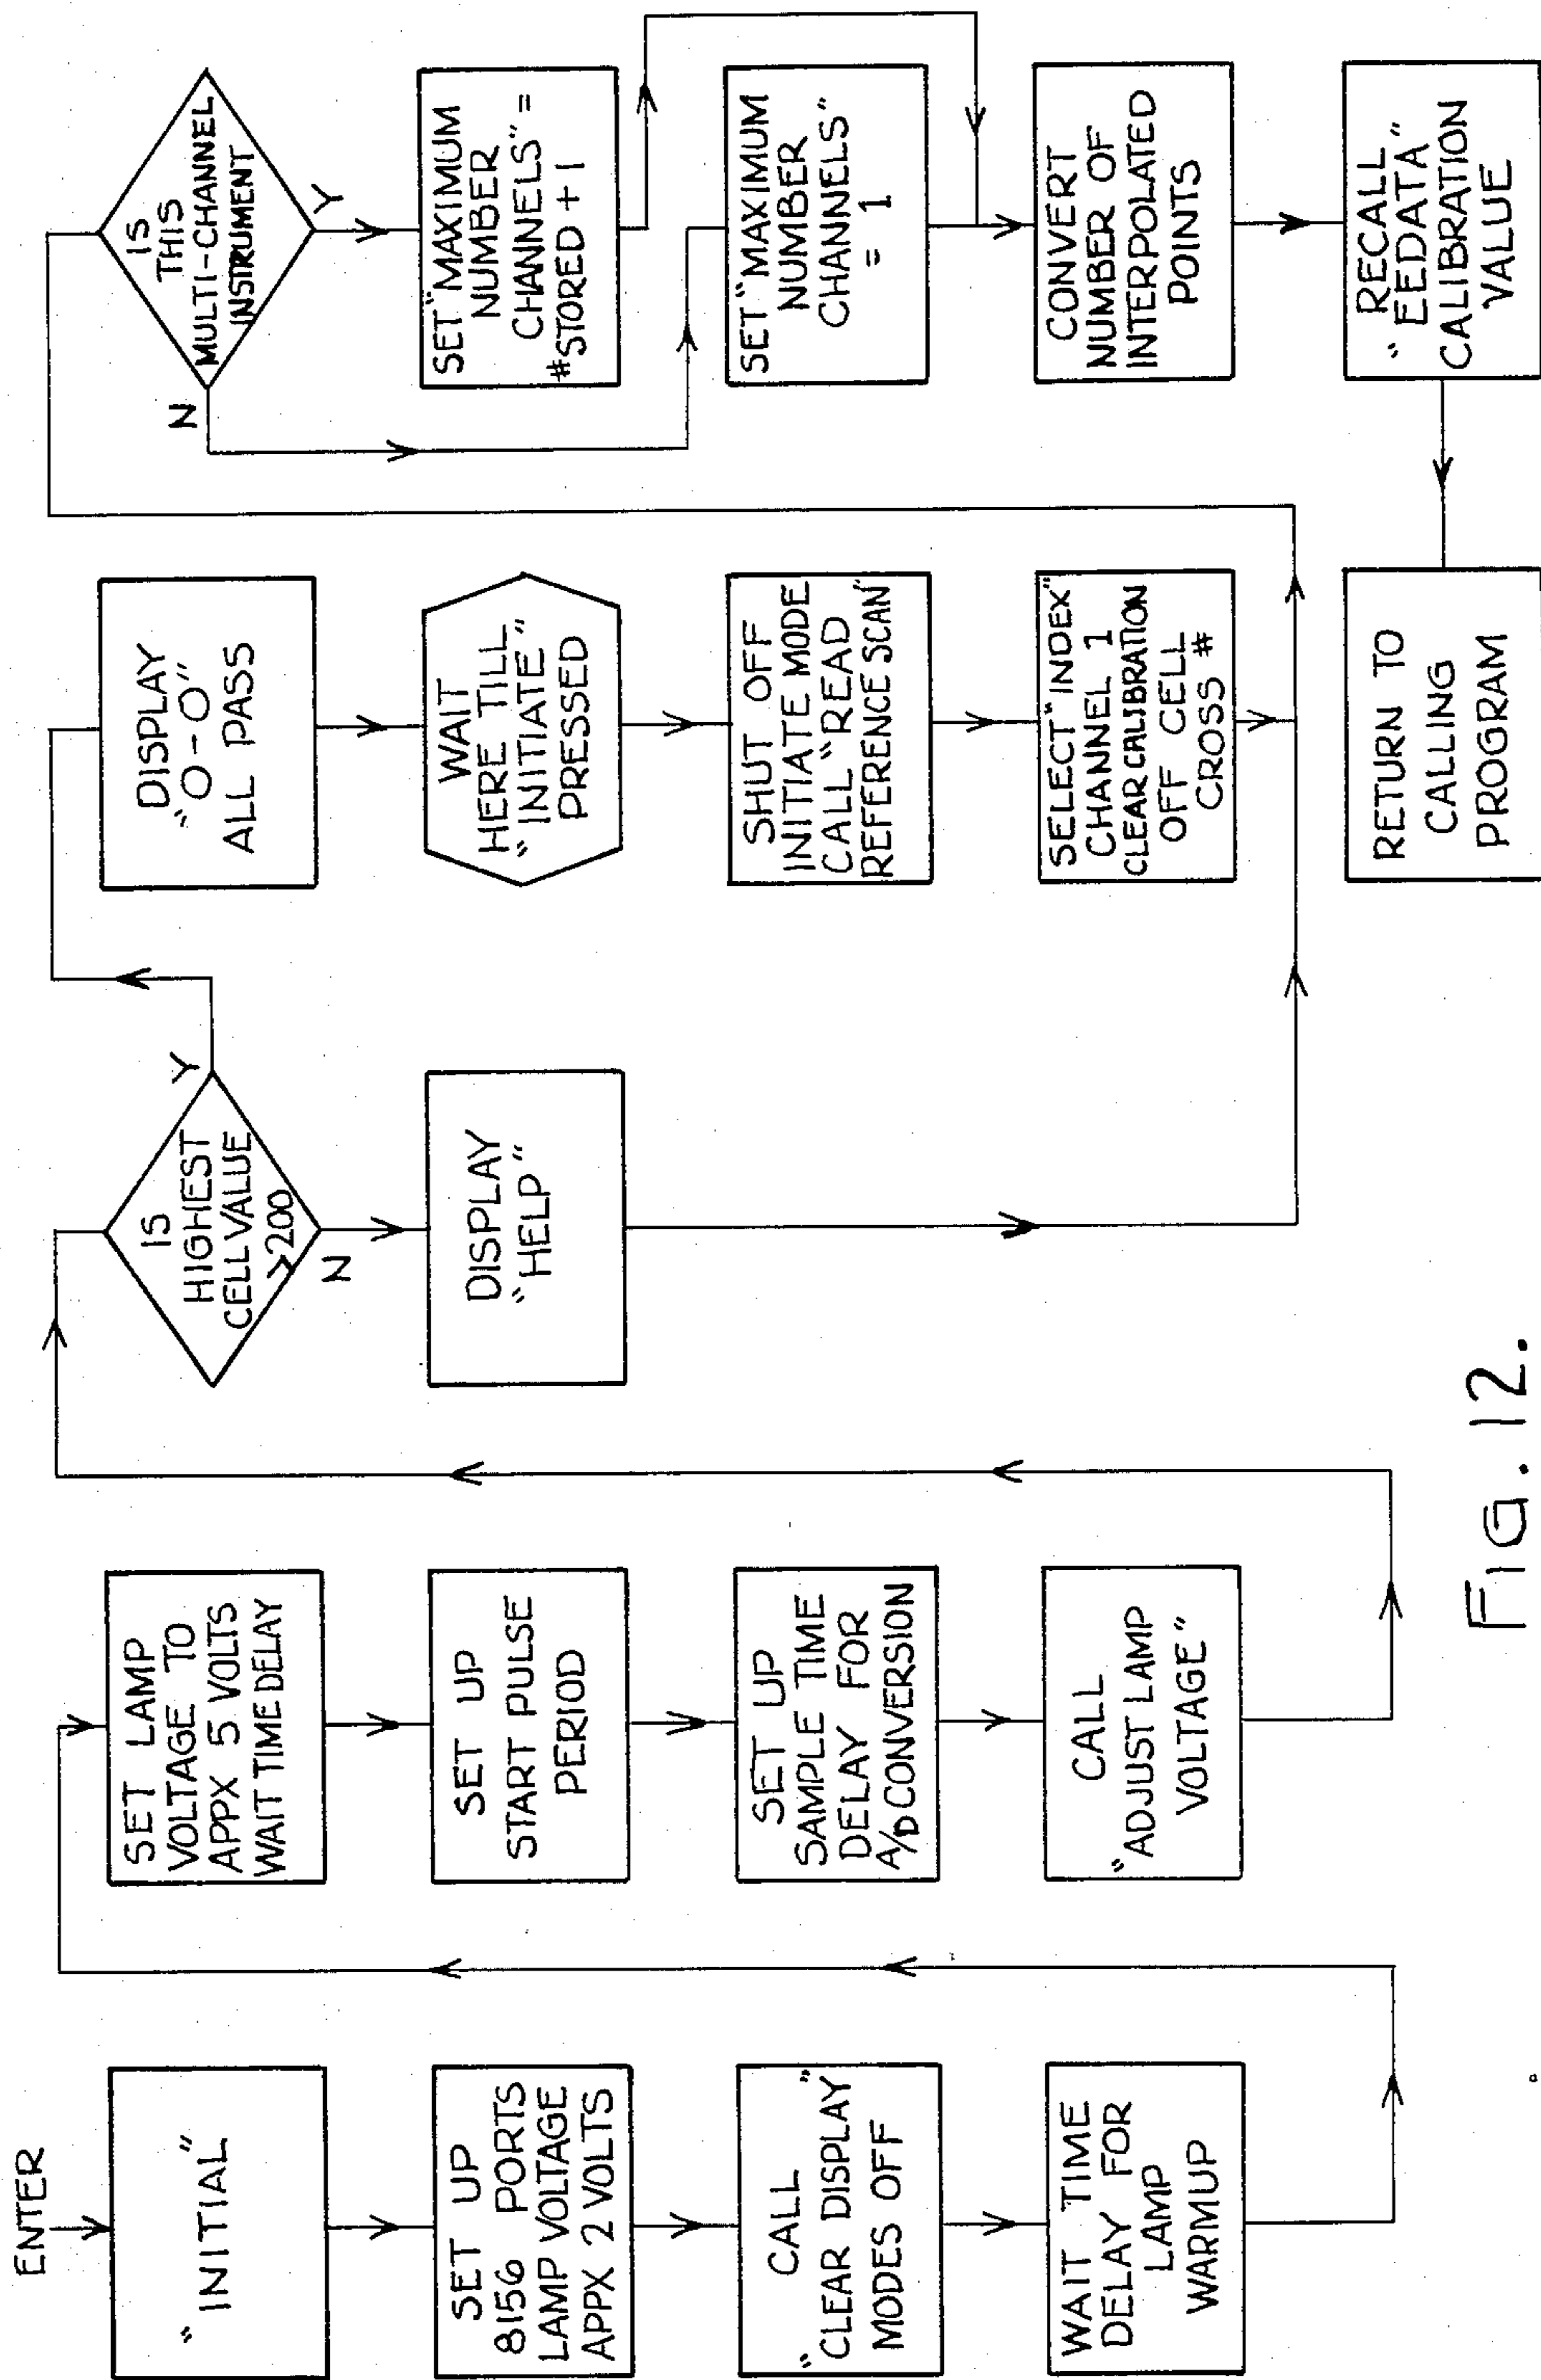 ENTER
"INITIAL"
SET UP
8156 PORTS
LAMP VOLTAGE
APPX 2 VOLTS
CALL
"CLEAR DISPLAY"
MODES OFF
WAIT TIME
DELAY FOR
LAMP
WARMUP
SET LAMP
VOLTAGE TO
APPX 5 VOLTS
WAIT TIME DELAY
SET UP
START PULSE
PERIOD
SET UP
SAMPLE TIME
DELAY FOR
A/D CONVERSION
CALL
"ADJUST LAMP
VOLTAGE"
IS
HIGHEST
CELL VALUE
>200
Y
N
DISPLAY
"HELP"
DISPLAY
"O-O"
ALL PASS
WAIT
HERE TILL
"INITIATE"
PRESSED
SHUT OFF
INITIATE MODE
CALL "READ
REFERENCE SCAN"
SELECT "INDEX"
CHANNEL 1
CLEAR CALIBRATION
OFF CELL
CROSS #
IS
THIS
MULTI-CHANNEL
INSTRUMENT
N
Y
SET "MAXIMUM
NUMBER
CHANNELS" =
#STORED + 1
SET "MAXIMUM
NUMBER
CHANNELS"
= 1
CONVERT
NUMBER OF
INTERPOLATED
POINTS
RECALL
"EEDATA"
CALIBRATION
VALUE
RETURN TO
CALLING
PROGRAM
FIG. 12.